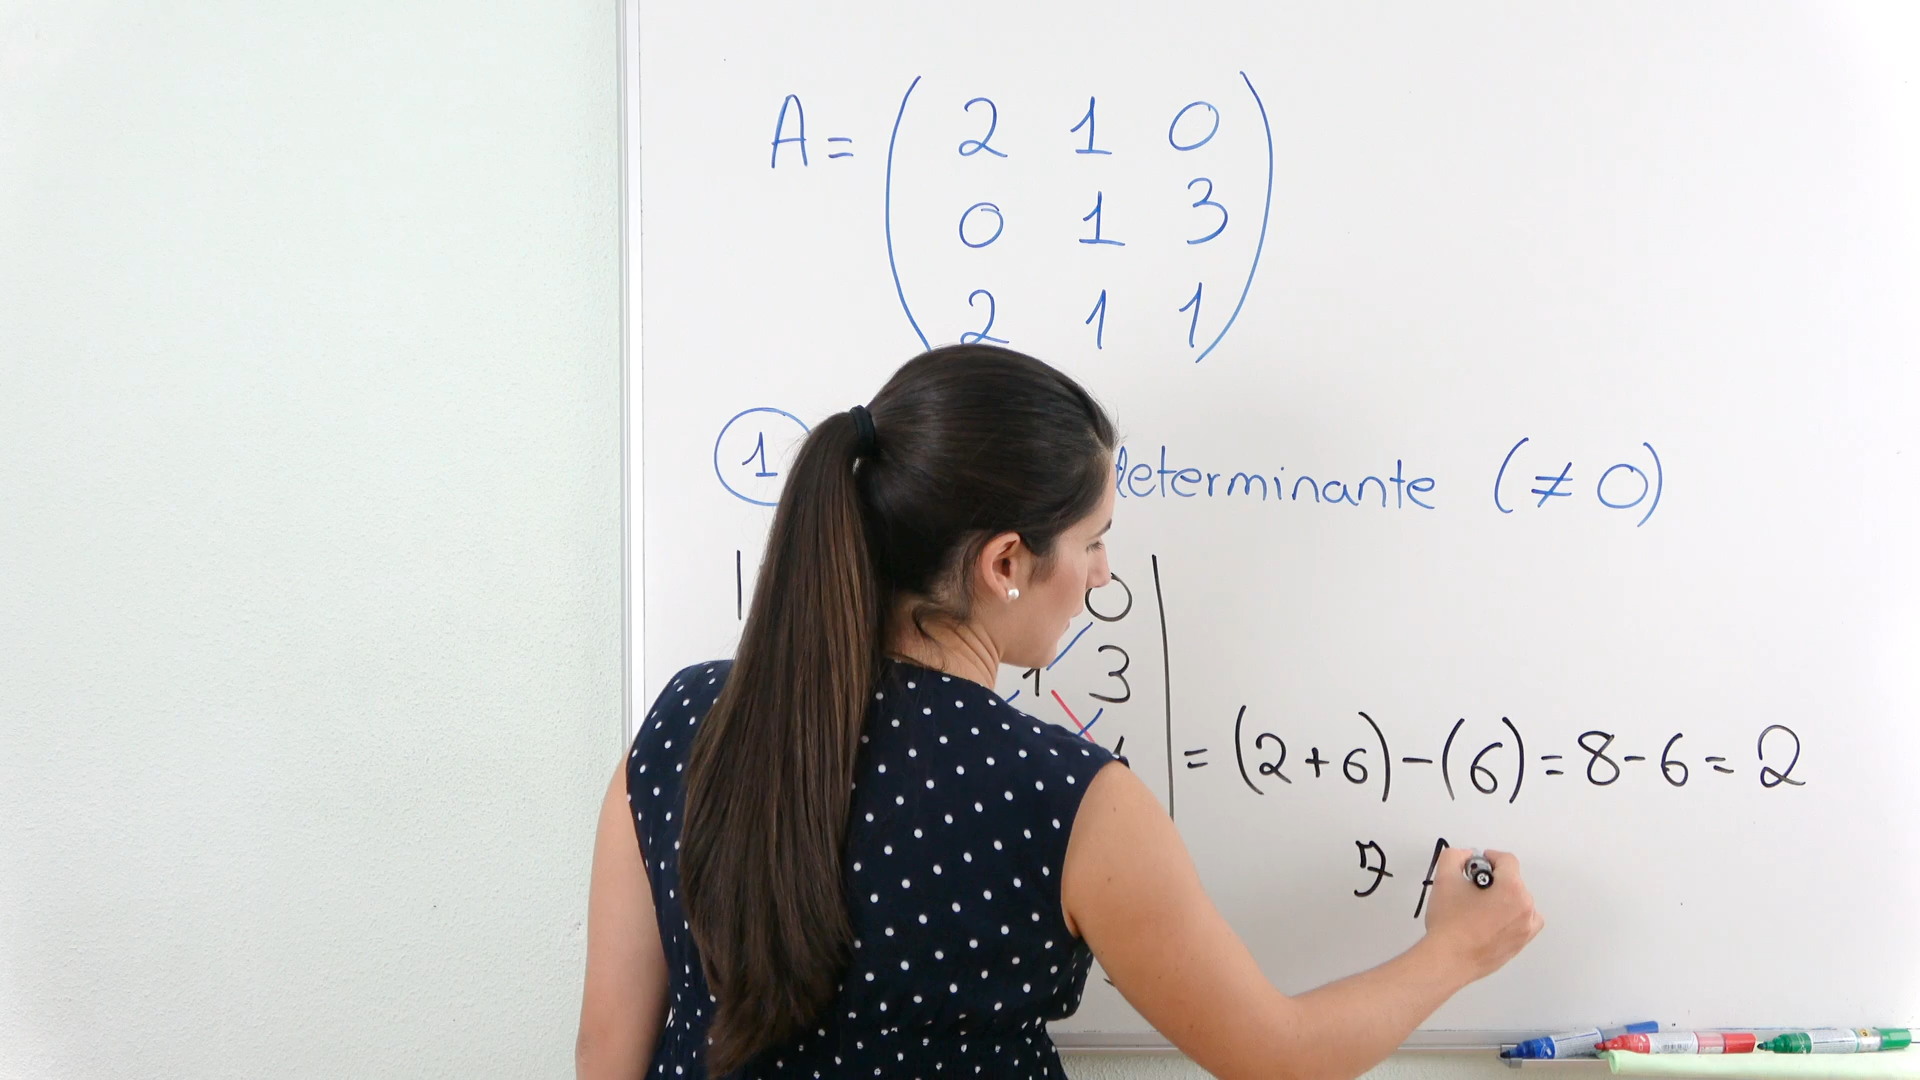 A = ( 2 1 0
0 1 3
2 1 1 )
1 determinante (≠ 0)
0
1 3
= (2+6)-(6) = 8-6 = 2
∃